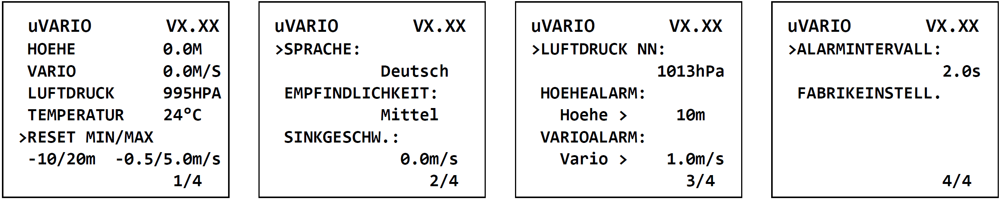 uVARIO VX.XX
HOEHE 0.0M
VARIO 0.0M/S
LUFTDRUCK 995HPA
TEMPERATUR 24°C
>RESET MIN/MAX
-10/20m -0.5/5.0m/s
1/4
uVARIO VX.XX
>SPRACHE:
Deutsch
EMPFINDLICHKEIT:
Mittel
SINKGESCHW.:
0.0m/s
2/4
uVARIO VX.XX
>LUFTDRUCK NN:
1013hPa
HOEHEALARM:
Hoehe > 10m
VARIOALARM:
Vario > 1.0m/s
3/4
uVARIO VX.XX
>ALARMINTERVALL:
2.0s
FABRIKEINSTELL.
4/4